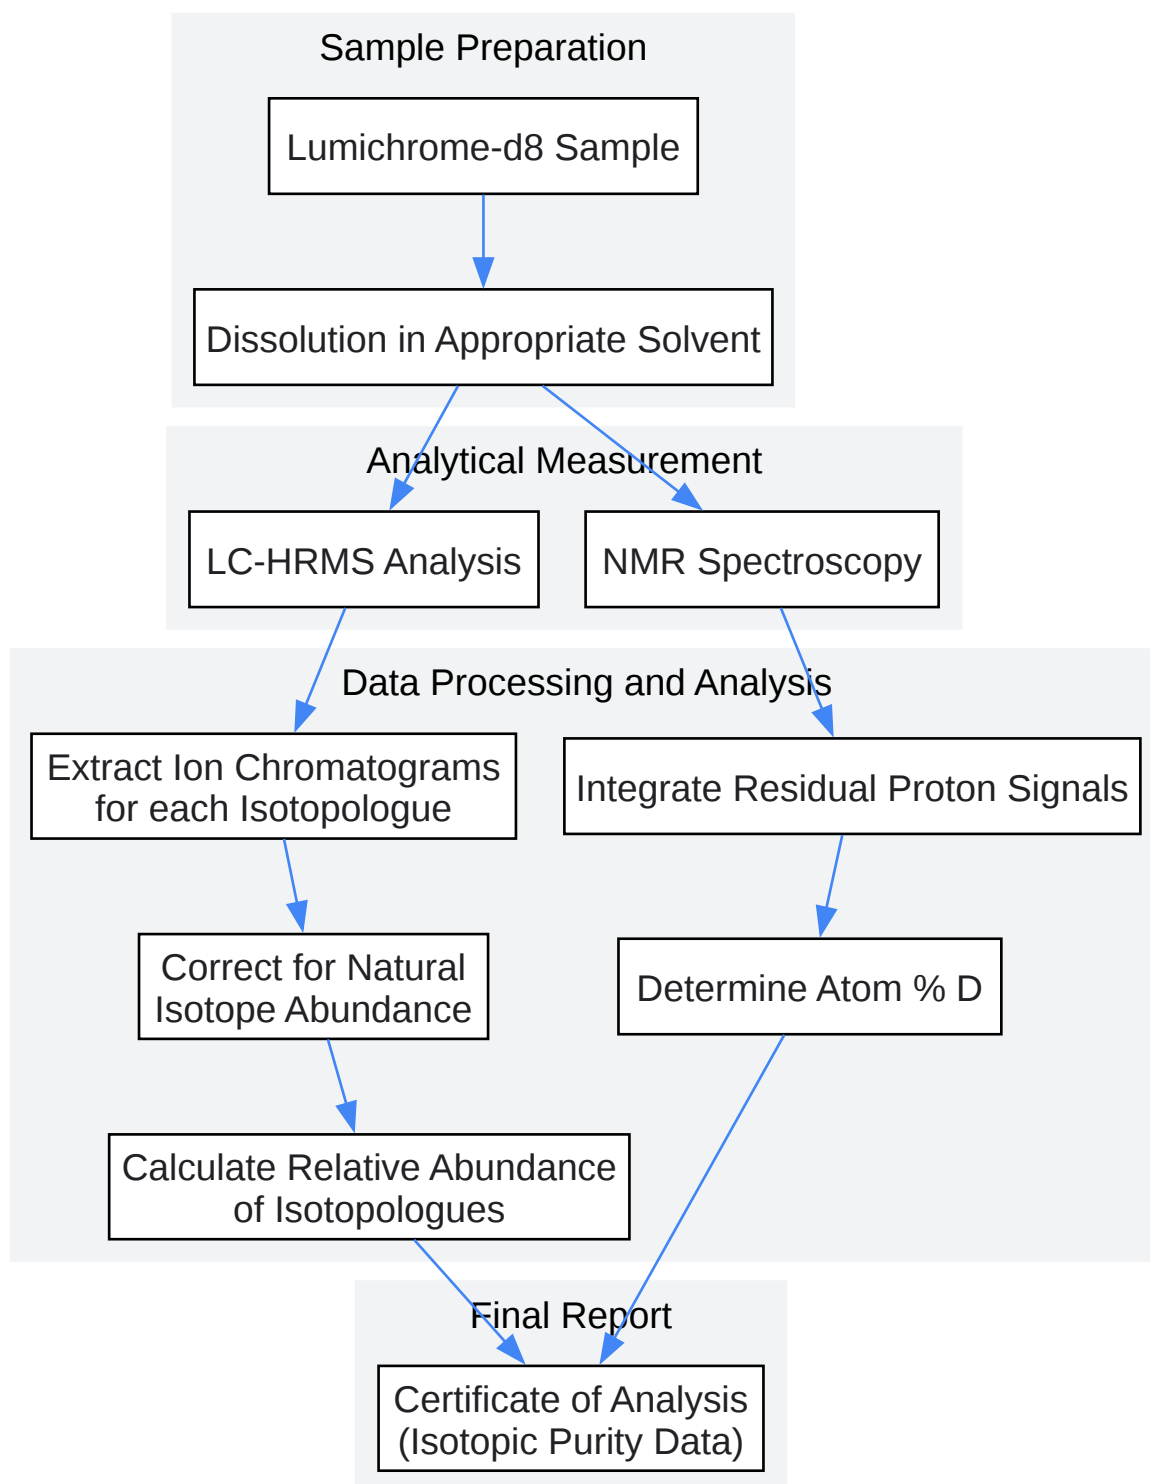 Sample Preparation
Lumichrome-d8 Sample
Dissolution in Appropriate Solvent
Analytical Measurement
LC-HRMS Analysis
NMR Spectroscopy
Data Processing and Analysis
Extract Ion Chromatograms
for each Isotopologue
Integrate Residual Proton Signals
Correct for Natural
Isotope Abundance
Determine Atom % D
Calculate Relative Abundance
of Isotopologues
Final Report
Certificate of Analysis
(Isotopic Purity Data)